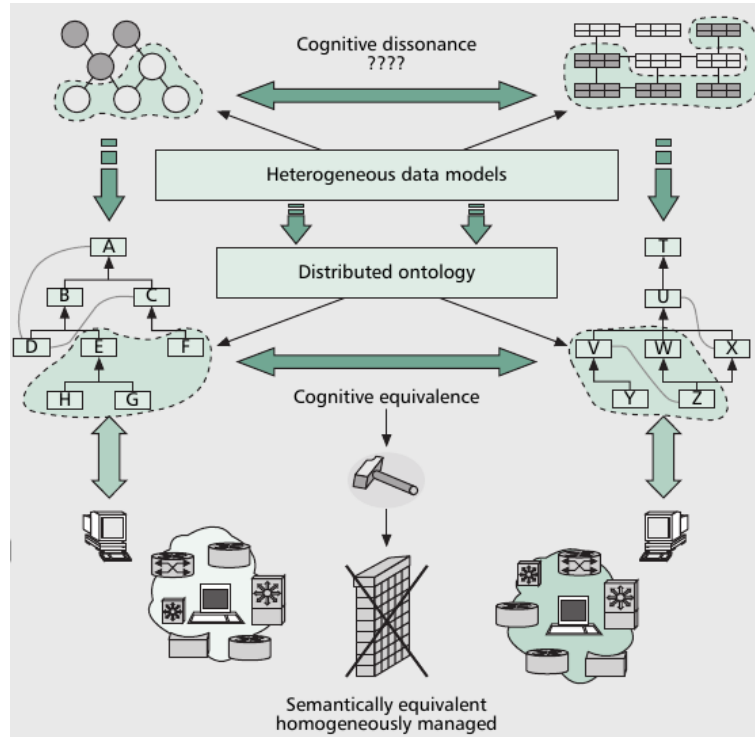 Cognitive dissonance
????
Heterogeneous data models
Distributed ontology
A
B
C
D
E
F
H
G
T
U
V
W
X
Y
Z
Cognitive equivalence
Semantically equivalent
homogeneously managed